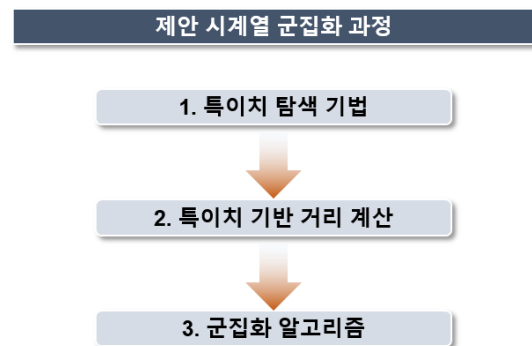 제안 시계열 군집화 과정
1. 특이치 탐색 기법
2. 특이치 기반 거리 계산
3. 군집화 알고리즘